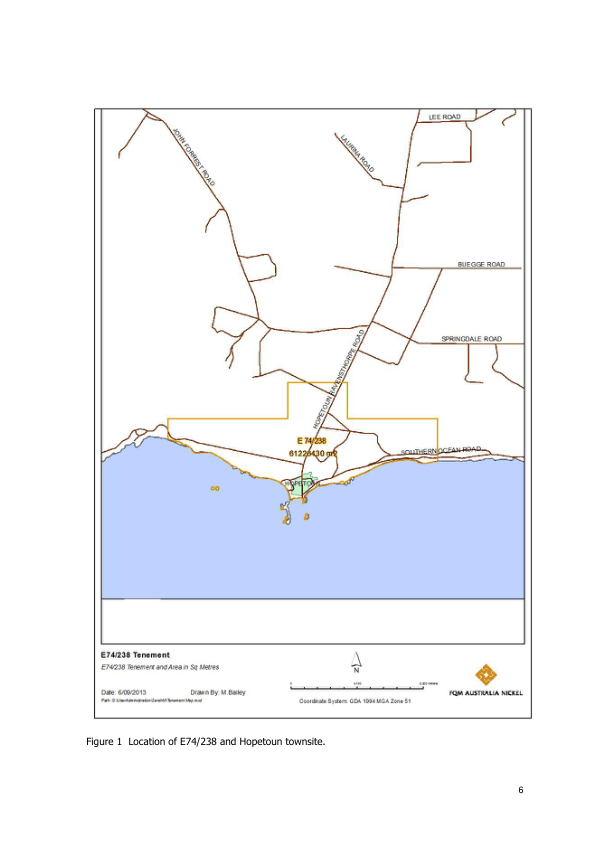 LEE ROAD
JOHN FORREST ROAD
LAURINA ROAD
BUEGGE ROAD
SPRINGDALE ROAD
HOPETOUN RAVENSTHORPE ROAD
E 74/238
m2
SOUTHERN OCEAN ROAD
E74/238 Tenement
E74/238 Tenement and Area in Sq Metres
N
Date: 6/09/2013 Drawn By: M.Bailey
Coordinate System: GDA 1994 MGA Zone 51
FQM AUSTRALIA NICKEL
Figure 1 Location of E74/238 and Hopetoun townsite.
6